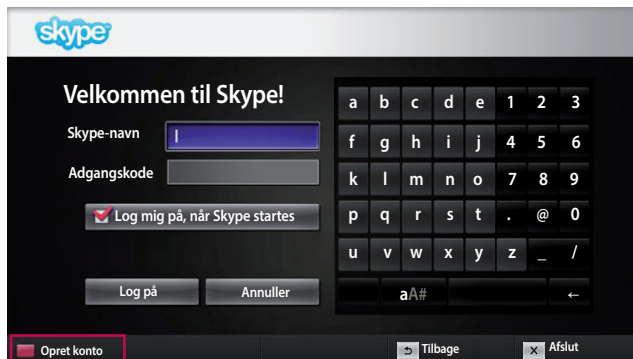 skype
Velkommen til Skype!
Skype-navn
Adgangskode
Log mig på, når Skype startes
Log på Annuller
a b c d e 1 2 3
f g h i j 4 5 6
k l m n o 7 8 9
p q r s t . @ 0
u v w x y z _ /
aA# ←
Opret konto Tilbage x Afslut